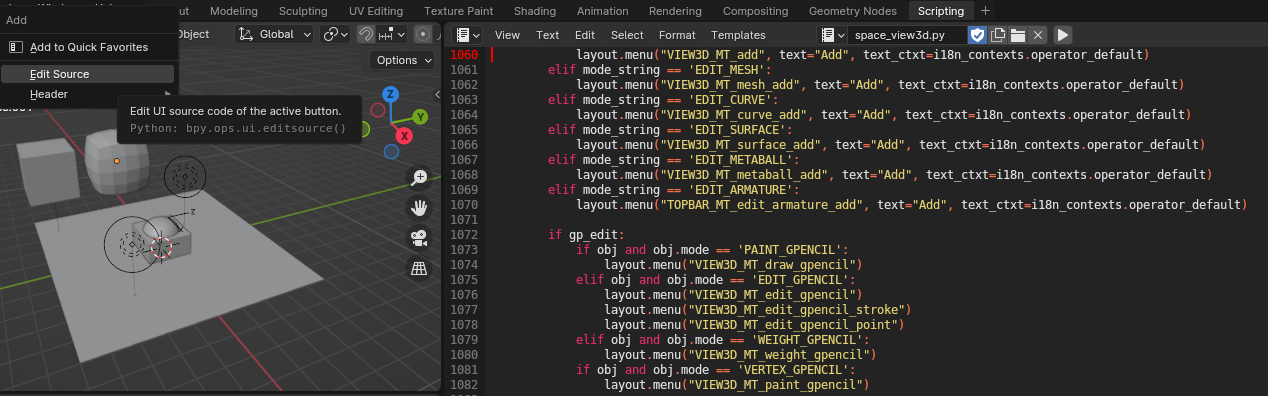 Add
Modeling Sculpting UV Editing Texture Paint Shading Animation Rendering Compositing Geometry Nodes Scripting +
Object Global
View Text Edit Select Format Templates space_view3d.py
Add to Quick Favorites
Options
Edit Source
Header
Edit UI source code of the active button.
Python: bpy.ops.ui.editsource()
Z
Y
X
z
1060 layout.menu("VIEW3D_MT_add", text="Add", text_ctxt=i18n_contexts.operator_default)
1061 elif mode_string == 'EDIT_MESH':
1062 layout.menu("VIEW3D_MT_mesh_add", text="Add", text_ctxt=i18n_contexts.operator_default)
1063 elif mode_string == 'EDIT_CURVE':
1064 layout.menu("VIEW3D_MT_curve_add", text="Add", text_ctxt=i18n_contexts.operator_default)
1065 elif mode_string == 'EDIT_SURFACE':
1066 layout.menu("VIEW3D_MT_surface_add", text="Add", text_ctxt=i18n_contexts.operator_default)
1067 elif mode_string == 'EDIT_METABALL':
1068 layout.menu("VIEW3D_MT_metaball_add", text="Add", text_ctxt=i18n_contexts.operator_default)
1069 elif mode_string == 'EDIT_ARMATURE':
1070 layout.menu("TOPBAR_MT_edit_armature_add", text="Add", text_ctxt=i18n_contexts.operator_default)
1071
1072 if gp_edit:
1073 if obj and obj.mode == 'PAINT_GPENCIL':
1074 layout.menu("VIEW3D_MT_draw_gpencil")
1075 elif obj and obj.mode == 'EDIT_GPENCIL':
1076 layout.menu("VIEW3D_MT_edit_gpencil")
1077 layout.menu("VIEW3D_MT_edit_gpencil_stroke")
1078 layout.menu("VIEW3D_MT_edit_gpencil_point")
1079 elif obj and obj.mode == 'WEIGHT_GPENCIL':
1080 layout.menu("VIEW3D_MT_weight_gpencil")
1081 if obj and obj.mode == 'VERTEX_GPENCIL':
1082 layout.menu("VIEW3D_MT_paint_gpencil")